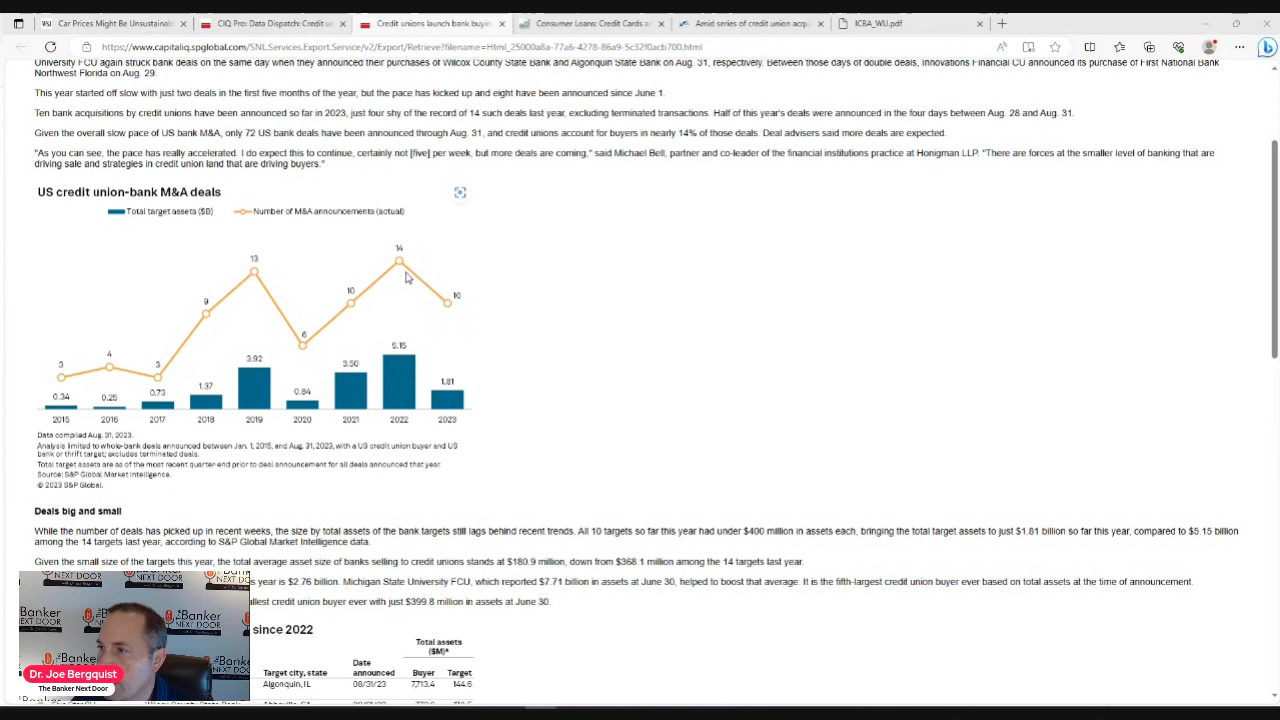 Car Prices Might Be Unsustainab
CIQ Pro: Data Dispatch: Credit u
Credit unions launch bank buyin
Consumer Loans: Credit Cards a
Amid series of credit union acqu
ICBA_WU.pdf
https://www.capitaliq.spglobal.com/SNL.Services.Export.Service/v2/Export/Retrieve?filename=Html_25000a8a-77a6-4278-86a9-5c32f0acb700.html
University FCU again struck bank deals on the same day when they announced their purchases of Wilcox County State Bank and Algonquin State Bank on Aug. 31, respectively. Between those days of double deals, Innovations Financial CU announced its purchase of First National Bank
Northwest Florida on Aug. 29.
This year started off slow with just two deals in the first five months of the year, but the pace has kicked up and eight have been announced since June 1.
Ten bank acquisitions by credit unions have been announced so far in 2023, just four shy of the record of 14 such deals last year, excluding terminated transactions. Half of this year's deals were announced in the four days between Aug. 28 and Aug. 31.
Given the overall slow pace of US bank M&A, only 72 US bank deals have been announced through Aug. 31, and credit unions account for buyers in nearly 14% of those deals. Deal advisers said more deals are expected.
"As you can see, the pace has really accelerated. I do expect this to continue, certainly not [five] per week, but more deals are coming," said Michael Bell, partner and co-leader of the financial institutions practice at Honigman LLP. "There are forces at the smaller level of banking that are
driving sale and strategies in credit union land that are driving buyers."
US credit union-bank M&A deals
Total target assets ($B)
Number of M&A announcements (actual)
3 4 3 9 13 6 10 14 10
0.34 0.25 0.73 1.37 3.92 0.84 3.50 5.15 1.81
2015 2016 2017 2018 2019 2020 2021 2022 2023
Data compiled Aug. 31, 2023.
Analysis limited to whole-bank deals announced between Jan. 1, 2015, and Aug. 31, 2023, with a US credit union buyer and US
bank or thrift target; excludes terminated deals.
Total target assets are as of the most recent quarter-end prior to deal announcement for all deals announced that year.
Source: S&P Global Market Intelligence.
© 2023 S&P Global.
Deals big and small
While the number of deals has picked up in recent weeks, the size by total assets of the bank targets still lags behind recent trends. All 10 targets so far this year had under $400 million in assets each, bringing the total target assets to just $1.81 billion so far this year, compared to $5.15 billion
among the 14 targets last year, according to S&P Global Market Intelligence data.
Given the small size of the targets this year, the total average asset size of banks selling to credit unions stands at $180.9 million, down from $368.1 million among the 14 targets last year.
s year is $2.76 billion. Michigan State University FCU, which reported $7.71 billion in assets at June 30, helped to boost that average: It is the fifth-largest credit union buyer ever based on total assets at the time of announcement.
allest credit union buyer ever with just $399.8 million in assets at June 30.
since 2022
Total assets
($M)*
Target city, state
Date
announced
Buyer
Target
Algonquin, IL 08/31/23 7,713.4 144.6
The Banker
NEXT DOOR
Dr. Joe Bergquist
The Banker Next Door